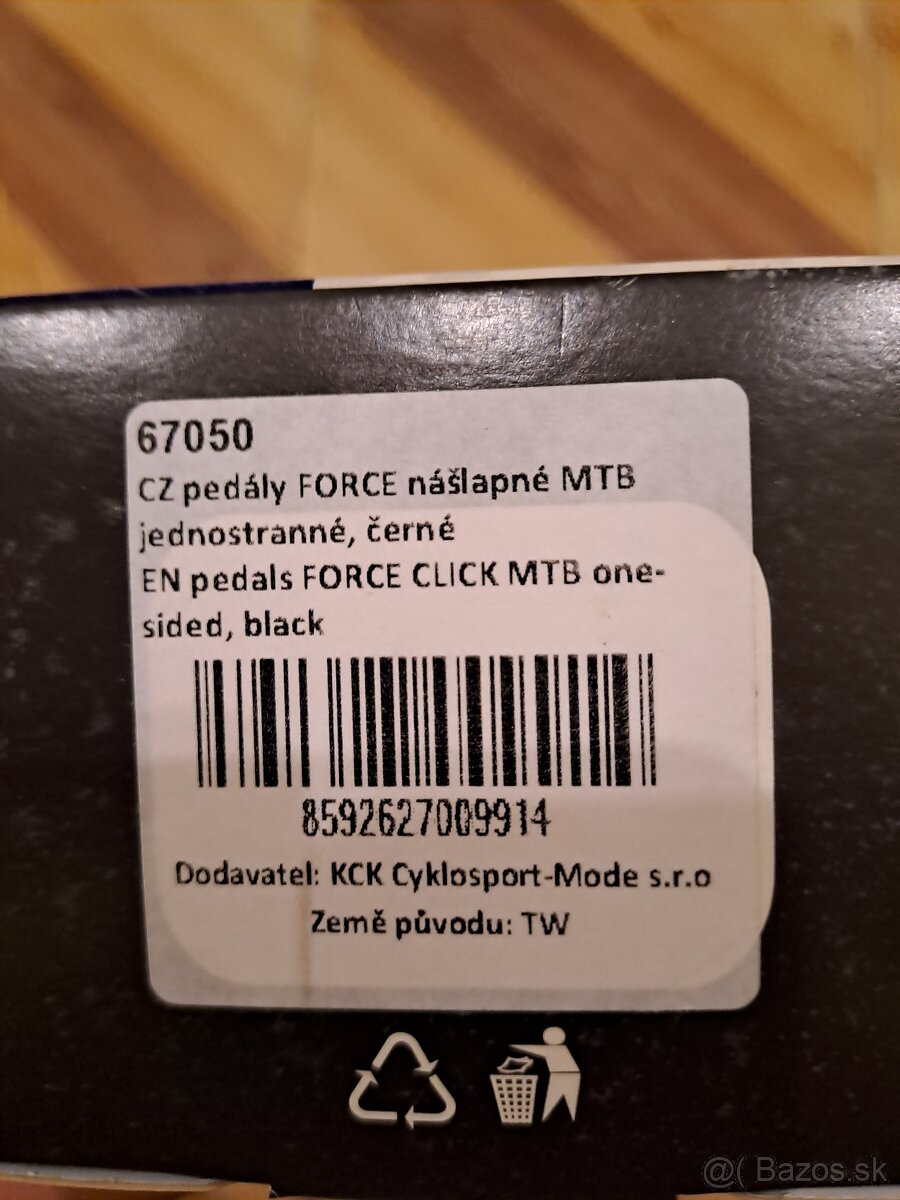 67050
CZ pedály FORCE nášlapné MTB
jednostranné, černé
EN pedals FORCE CLICK MTB one-
sided, black
8592627009914
Dodavatel: KCK Cyklosport-Mode s.r.o
Země původu: TW
@( Bazos.sk